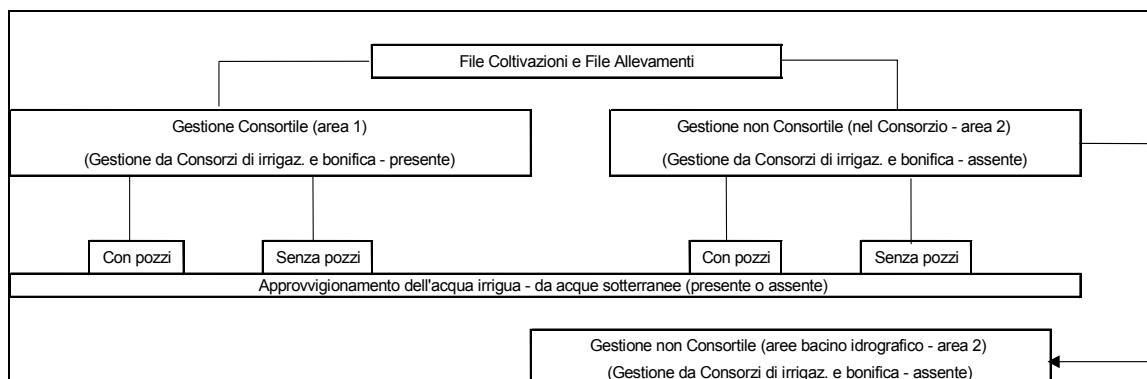 File Coltivazioni e File Allevamenti
Gestione Consortile (area 1)
(Gestione da Consorzi di irrigaz. e bonifica - presente)
Gestione non Consortile (nel Consorzio - area 2)
(Gestione da Consorzi di irrigaz. e bonifica - assente)
Con pozzi
Senza pozzi
Con pozzi
Senza pozzi
Approvvigionamento dell'acqua irrigua - da acque sotterranee (presente o assente)
Gestione non Consortile (aree bacino idrografico - area 2)
(Gestione da Consorzi di irrigaz. e bonifica - assente)